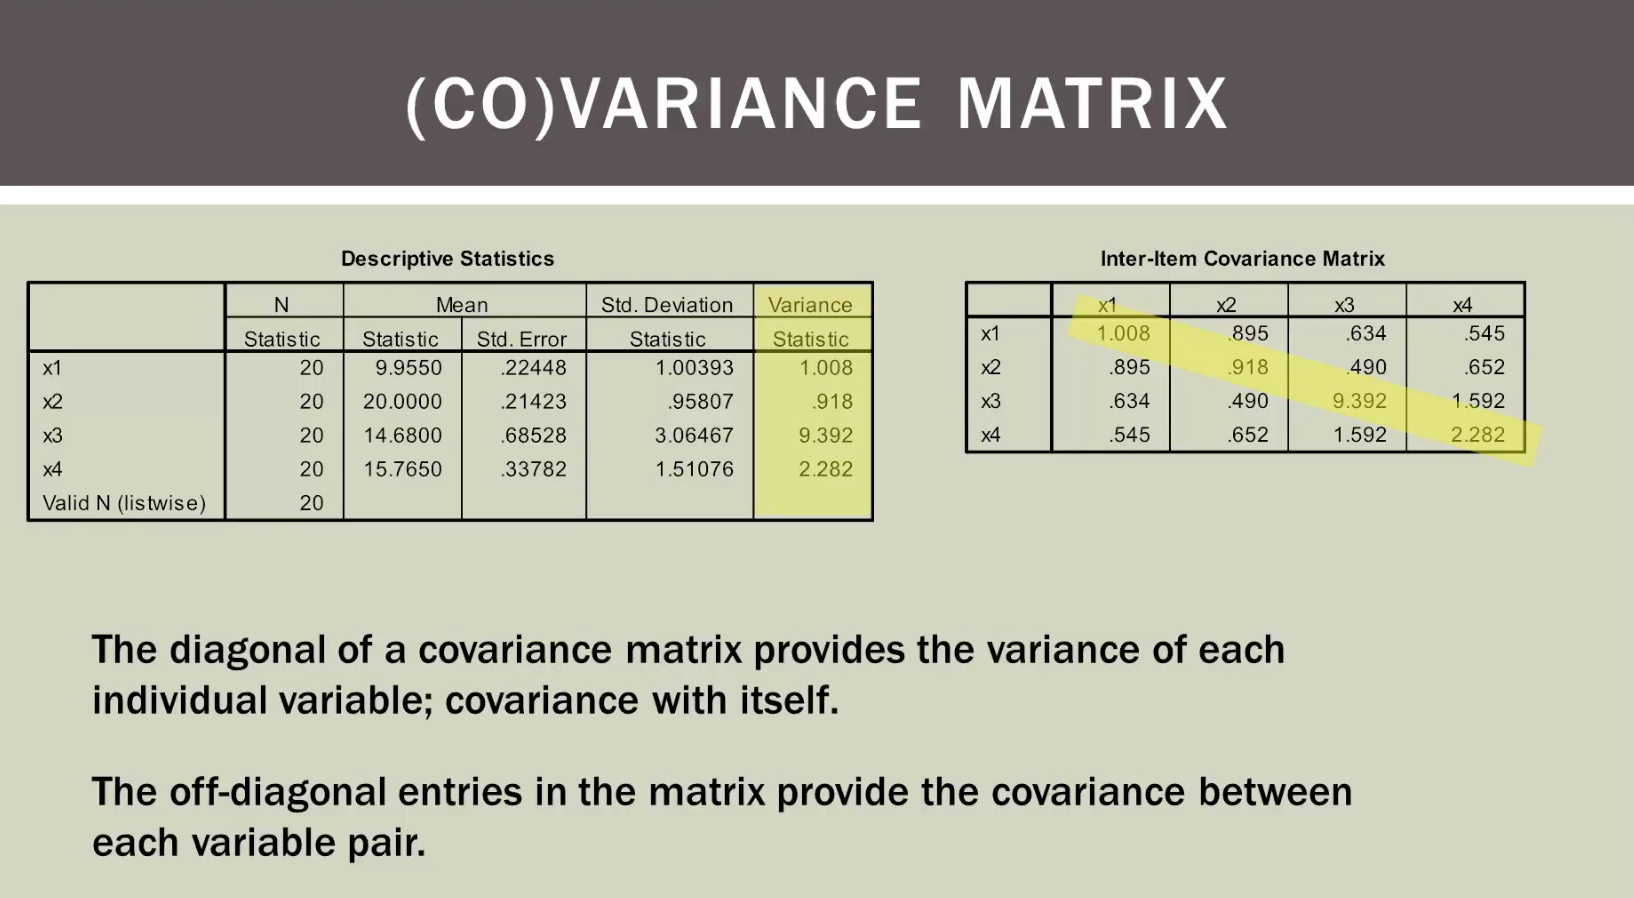 (CO)VARIANCE MATRIX
Descriptive Statistics
N Mean Std. Deviation Variance
Statistic Statistic Std. Error Statistic Statistic
x1 20 9.9550 .22448 1.00393 1.008
x2 20 20.0000 .21423 .95807 .918
x3 20 14.6800 .68528 3.06467 9.392
x4 20 15.7650 .33782 1.51076 2.282
Valid N (listwise) 20
Inter-Item Covariance Matrix
x1 x2 x3 x4
x1 1.008 .895 .634 .545
x2 .895 .918 .490 .652
x3 .634 .490 9.392 1.592
x4 .545 .652 1.592 2.282
The diagonal of a covariance matrix provides the variance of each
individual variable; covariance with itself.
The off-diagonal entries in the matrix provide the covariance between
each variable pair.